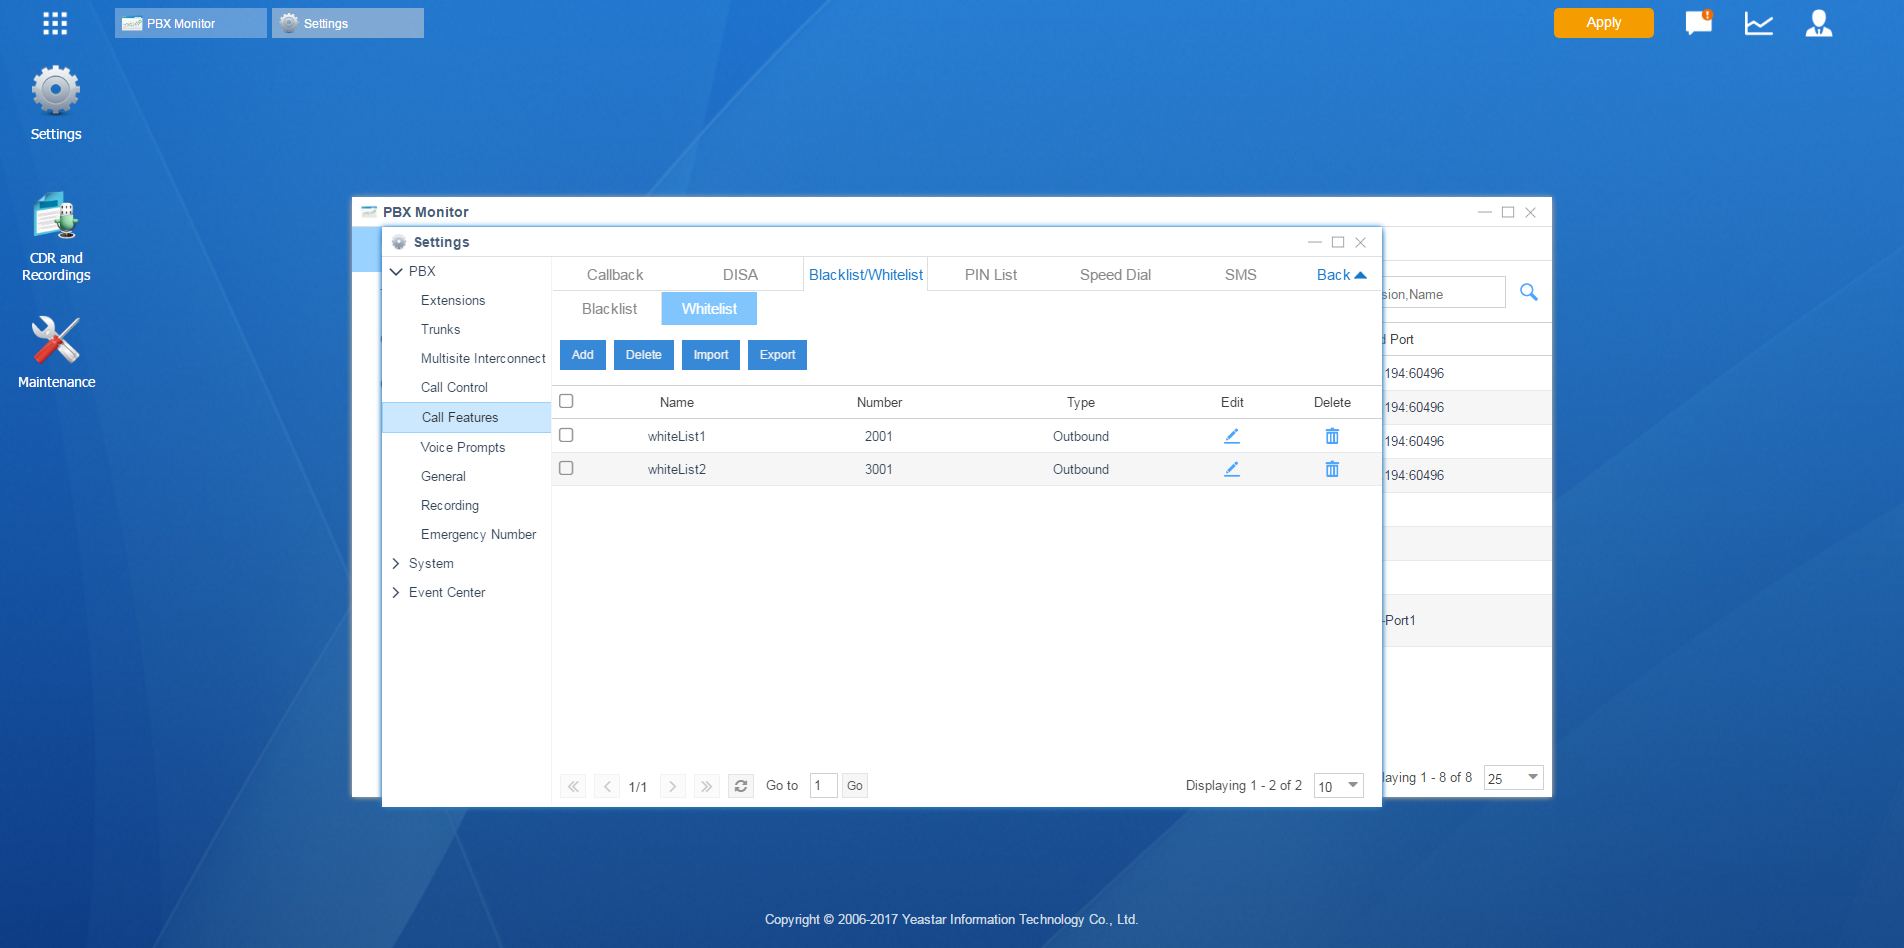 PBX Monitor
Settings
Apply
Settings
CDR and
Recordings
Maintenance
PBX Monitor
Settings
PBX
Extensions
Trunks
Multisite Interconnect
Call Control
Call Features
Voice Prompts
General
Recording
Emergency Number
System
Event Center
Callback DISA Blacklist/Whitelist PIN List Speed Dial SMS Back
Blacklist Whitelist
Add Delete Import Export
Name Number Type Edit Delete
whiteList1 2001 Outbound
whiteList2 3001 Outbound
1/1 Go to 1 Go Displaying 1 - 2 of 2 10
sion,Name
d Port
194:60496
194:60496
194:60496
194:60496
-Port1
laying 1 - 8 of 8 25
Copyright © 2006-2017 Yeastar Information Technology Co., Ltd.